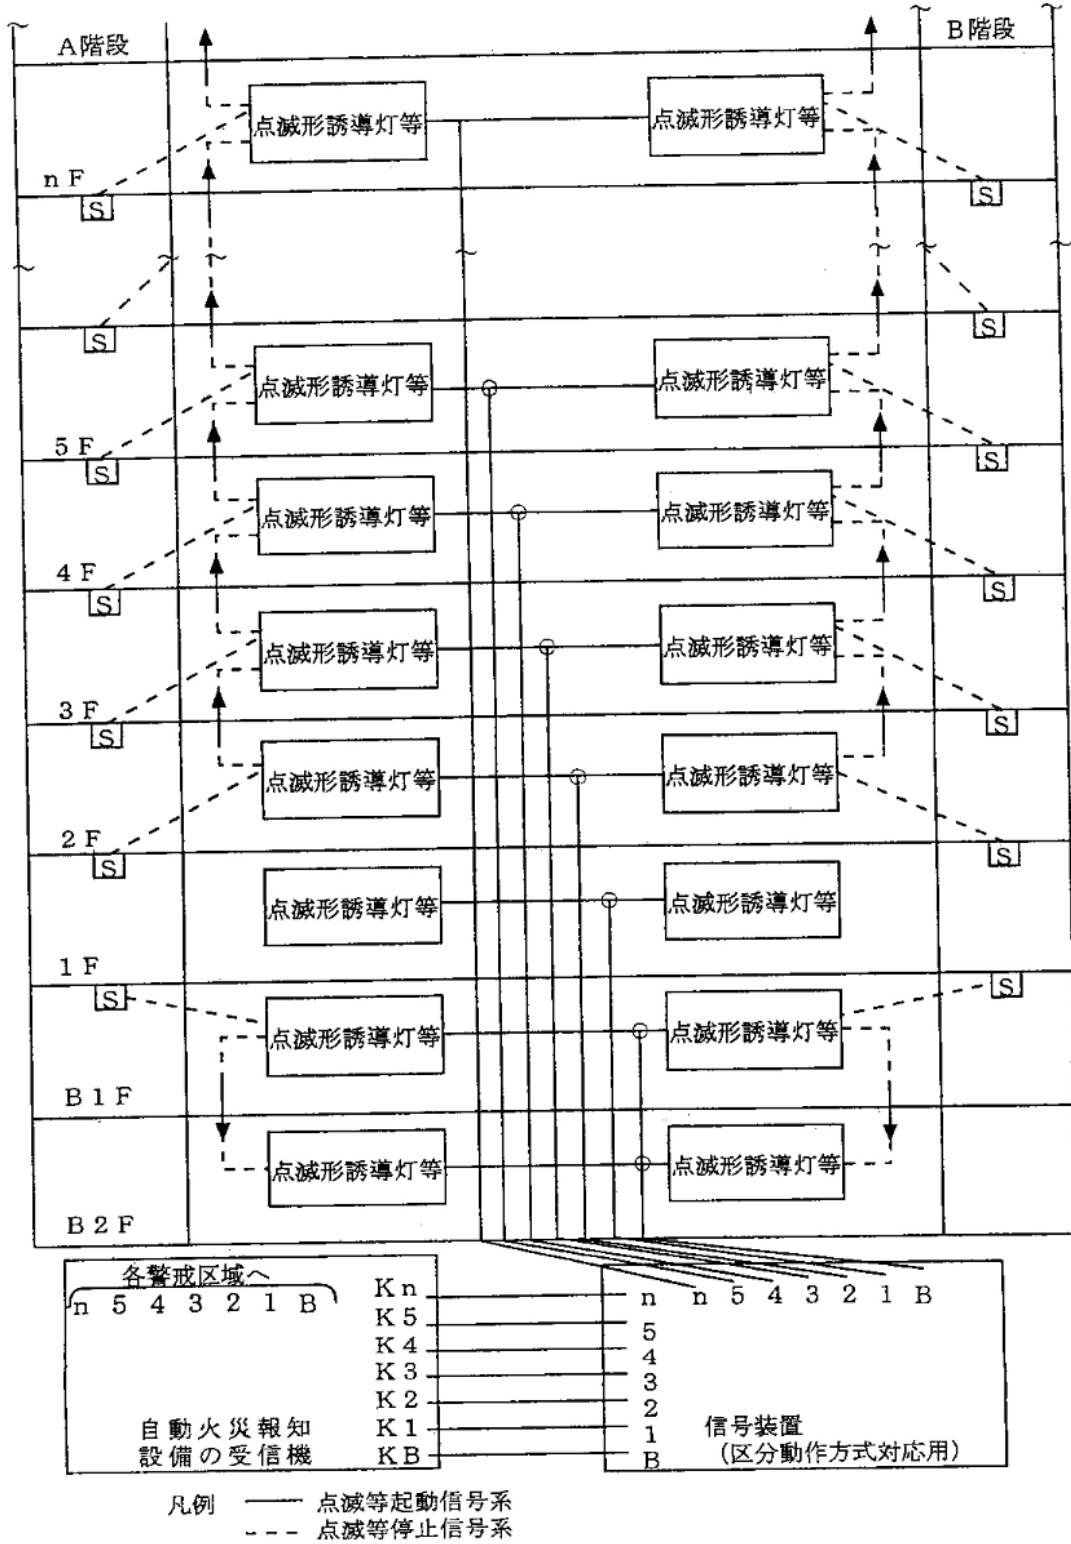 A階段
B階段
点滅形誘導灯等
点滅形誘導灯等
nF
S
S
S
S
点滅形誘導灯等
点滅形誘導灯等
5F
S
S
点滅形誘導灯等
点滅形誘導灯等
4F
S
S
点滅形誘導灯等
点滅形誘導灯等
3F
S
S
点滅形誘導灯等
点滅形誘導灯等
2F
S
S
点滅形誘導灯等
点滅形誘導灯等
1F
S
S
点滅形誘導灯等
点滅形誘導灯等
B1F
点滅形誘導灯等
点滅形誘導灯等
B2F
各警戒区域へ
n 5 4 3 2 1 B
Kn
K5
K4
K3
K2
K1
KB
自動火災報知
設備の受信機
n
5
4
3
2
1
B
n 5 4 3 2 1 B
信号装置
(区分動作方式対応用)
凡例
点滅等起動信号系
点滅等停止信号系